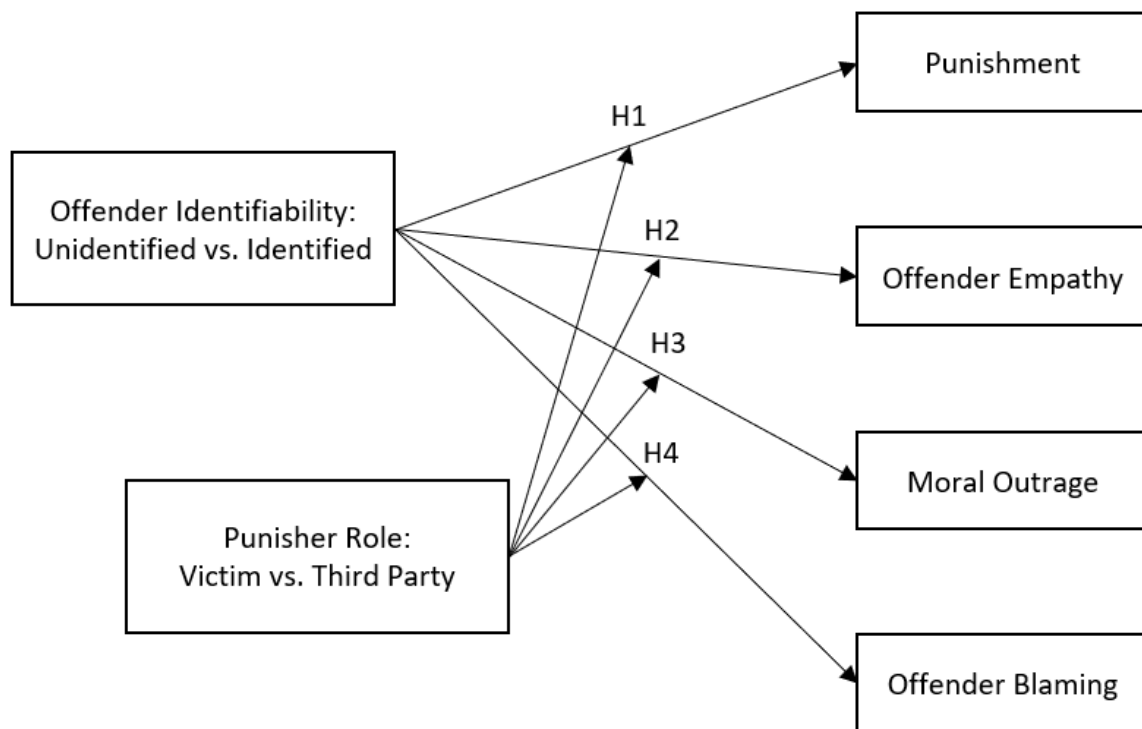 Punishment
H1
Offender Identifiability:
Unidentified vs. Identified
H2
Offender Empathy
H3
H4
Moral Outrage
Punisher Role:
Victim vs. Third Party
Offender Blaming